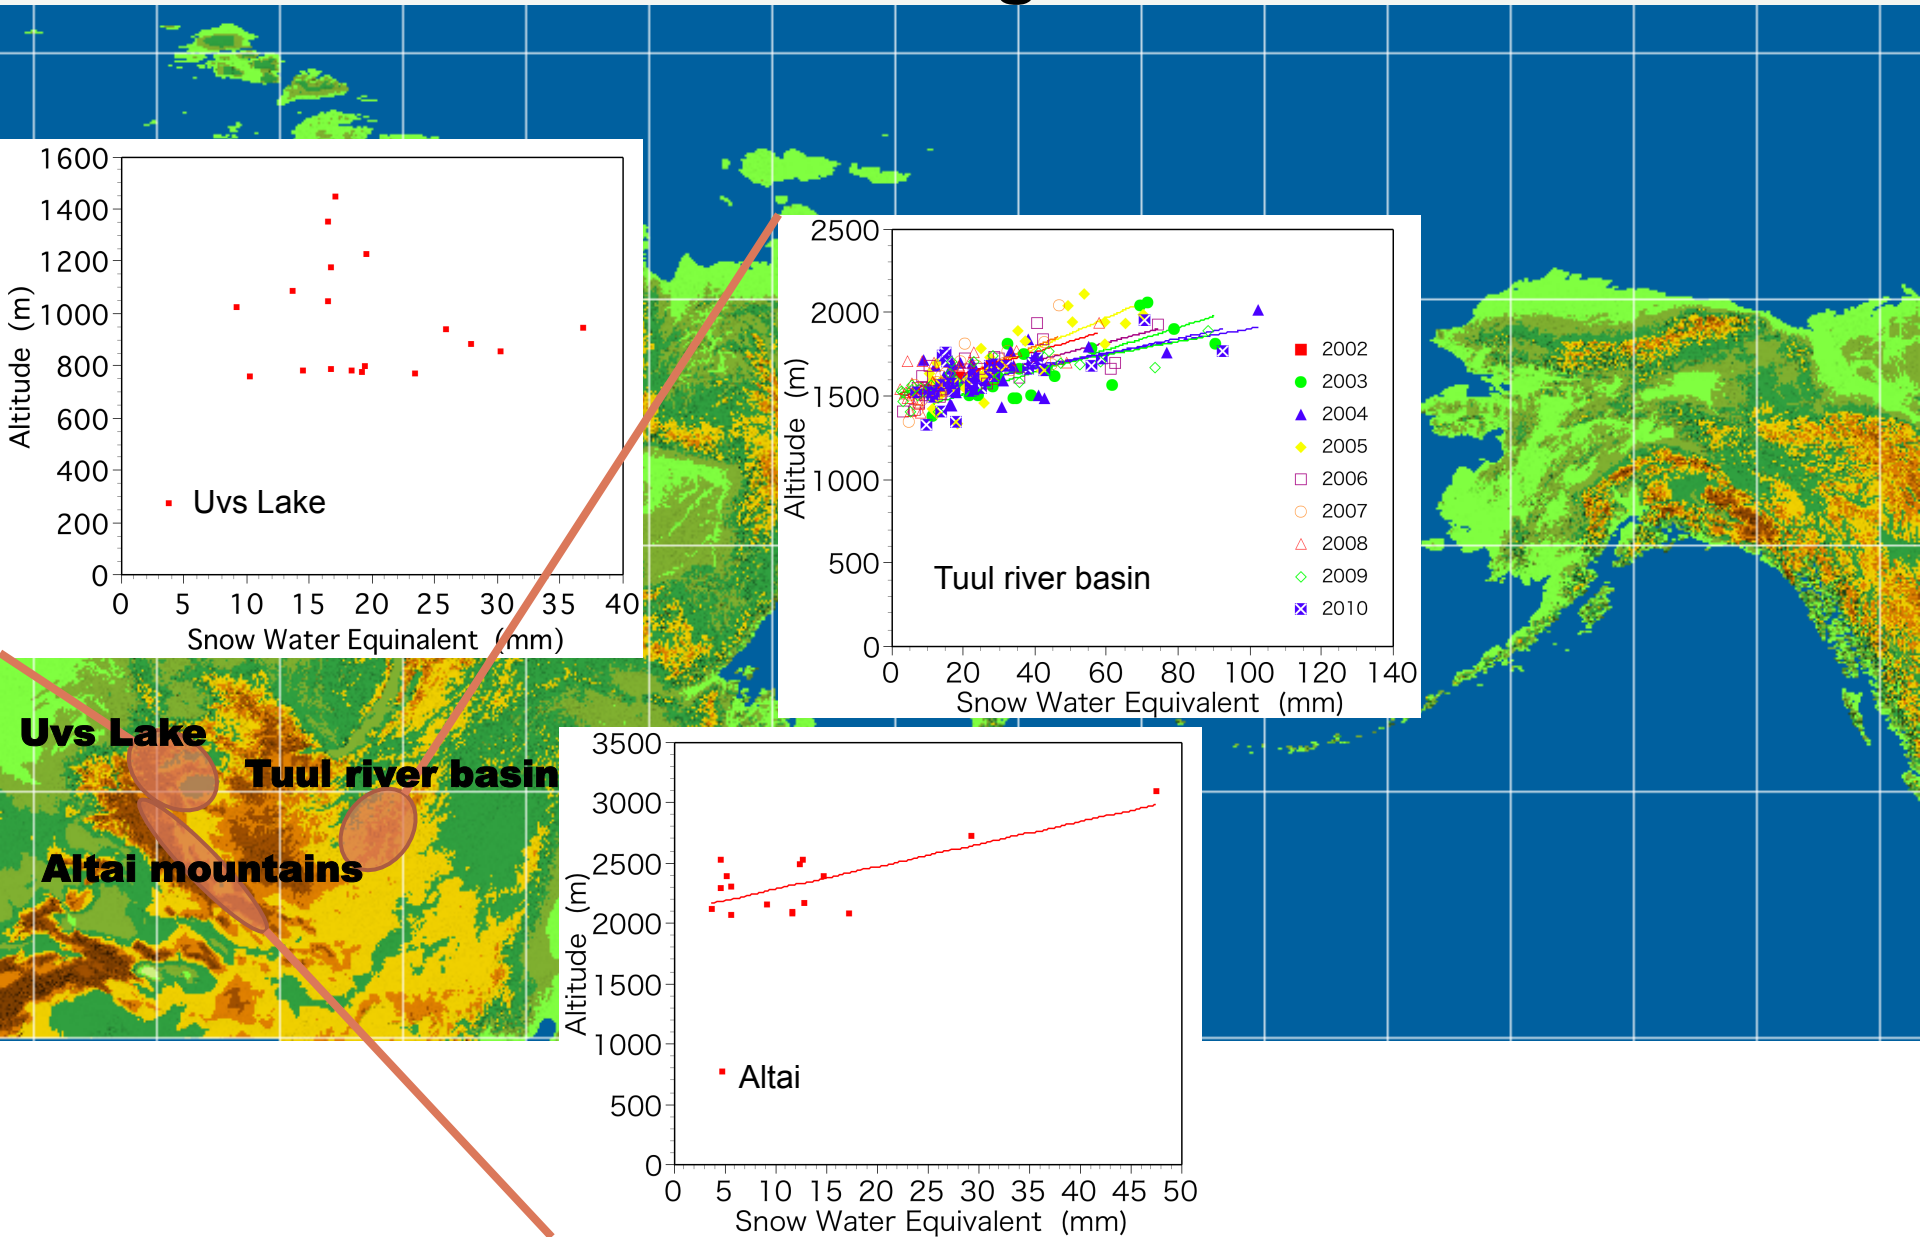 1600
1400
1200
1000
800
600
400
200
0
Altitude (m)
Uvs Lake
0 5 10 15 20 25 30 35 40
Snow Water Equinalent (mm)
2500
2000
1500
1000
500
0
Altitude (m)
2002
2003
2004
2005
2006
2007
2008
2009
2010
Tuul river basin
0 20 40 60 80 100 120 140
Snow Water Equivalent (mm)
Uvs Lake
Tuul river basin
Altai mountains
3500
3000
2500
2000
1500
1000
500
0
Altitude (m)
Altai
0 5 10 15 20 25 30 35 40 45 50
Snow Water Equivalent (mm)